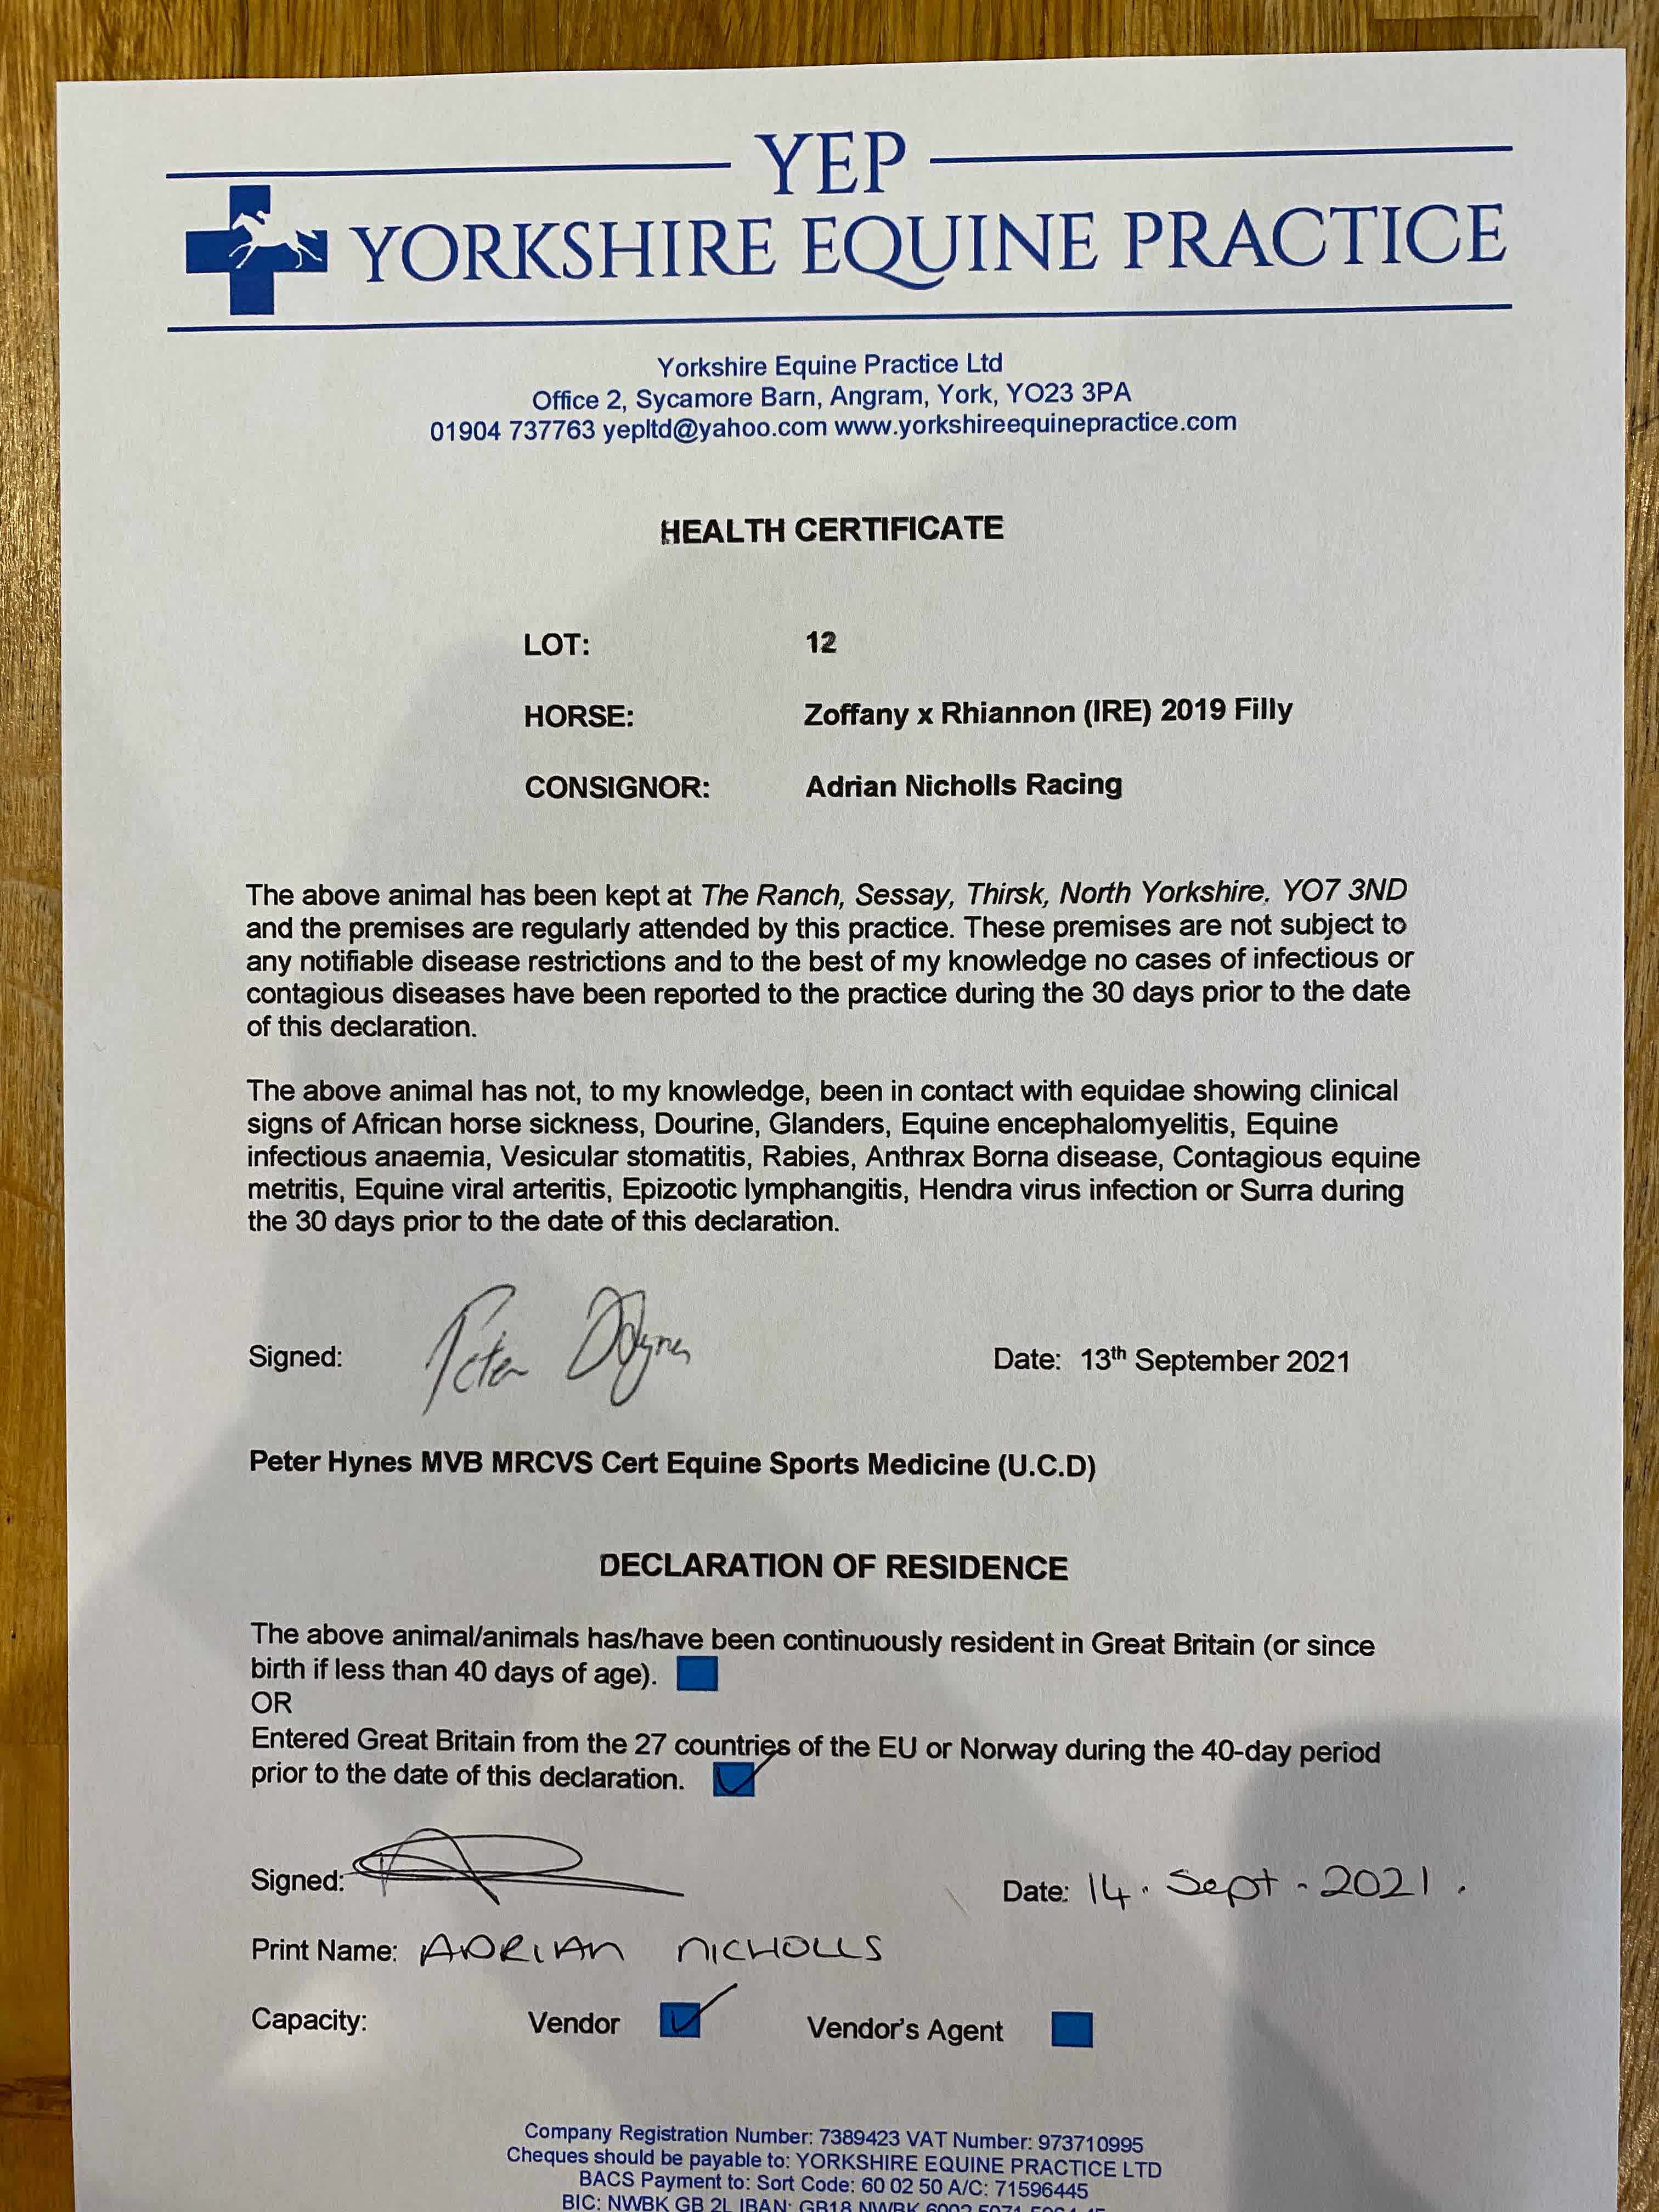 YEP
YORKSHIRE EQUINE PRACTICE
Yorkshire Equine Practice Ltd
Office 2, Sycamore Barn, Angram, York, YO23 3PA
01904 737763 yepltd@yahoo.com www.yorkshireequinepractice.com
HEALTH CERTIFICATE
LOT: 12
HORSE: Zoffany x Rhiannon (IRE) 2019 Filly
CONSIGNOR: Adrian Nicholls Racing
The above animal has been kept at The Ranch, Sessay, Thirsk, North Yorkshire. YO7 3ND
and the premises are regularly attended by this practice. These premises are not subject to
any notifiable disease restrictions and to the best of my knowledge no cases of infectious or
contagious diseases have been reported to the practice during the 30 days prior to the date
of this declaration.
The above animal has not, to my knowledge, been in contact with equidae showing clinical
signs of African horse sickness, Dourine, Glanders, Equine encephalomyelitis, Equine
infectious anaemia, Vesicular stomatitis, Rabies, Anthrax Borna disease, Contagious equine
metritis, Equine viral arteritis, Epizootic lymphangitis, Hendra virus infection or Surra during
the 30 days prior to the date of this declaration.
Signed: Peter Date: 13th September 2021
Peter Hynes MVB MRCVS Cert Equine Sports Medicine (U.C.D)
DECLARATION OF RESIDENCE
The above animal/animals has/have been continuously resident in Great Britain (or since
birth if less than 40 days of age).
OR
Entered Great Britain from the 27 countries of the EU or Norway during the 40-day period
prior to the date of this declaration.
Signed: Date: 14. Sept - 2021.
Print Name: ADRIAN NICHOLLS
Capacity: Vendor Vendor's Agent
Company Registration Number: 7389423 VAT Number: 973710995
Cheques should be payable to: YORKSHIRE EQUINE PRACTICE LTD
BACS Payment to: Sort Code: 60 02 50 A/C: 71596445
BIC: NWBK GB 2L IBAN: GB18 NWBK 6002 5071